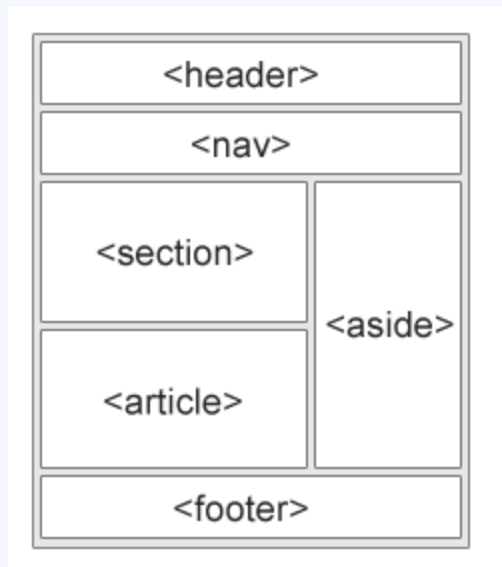 <header>
<nav>
<section>
<aside>
<article>
<footer>